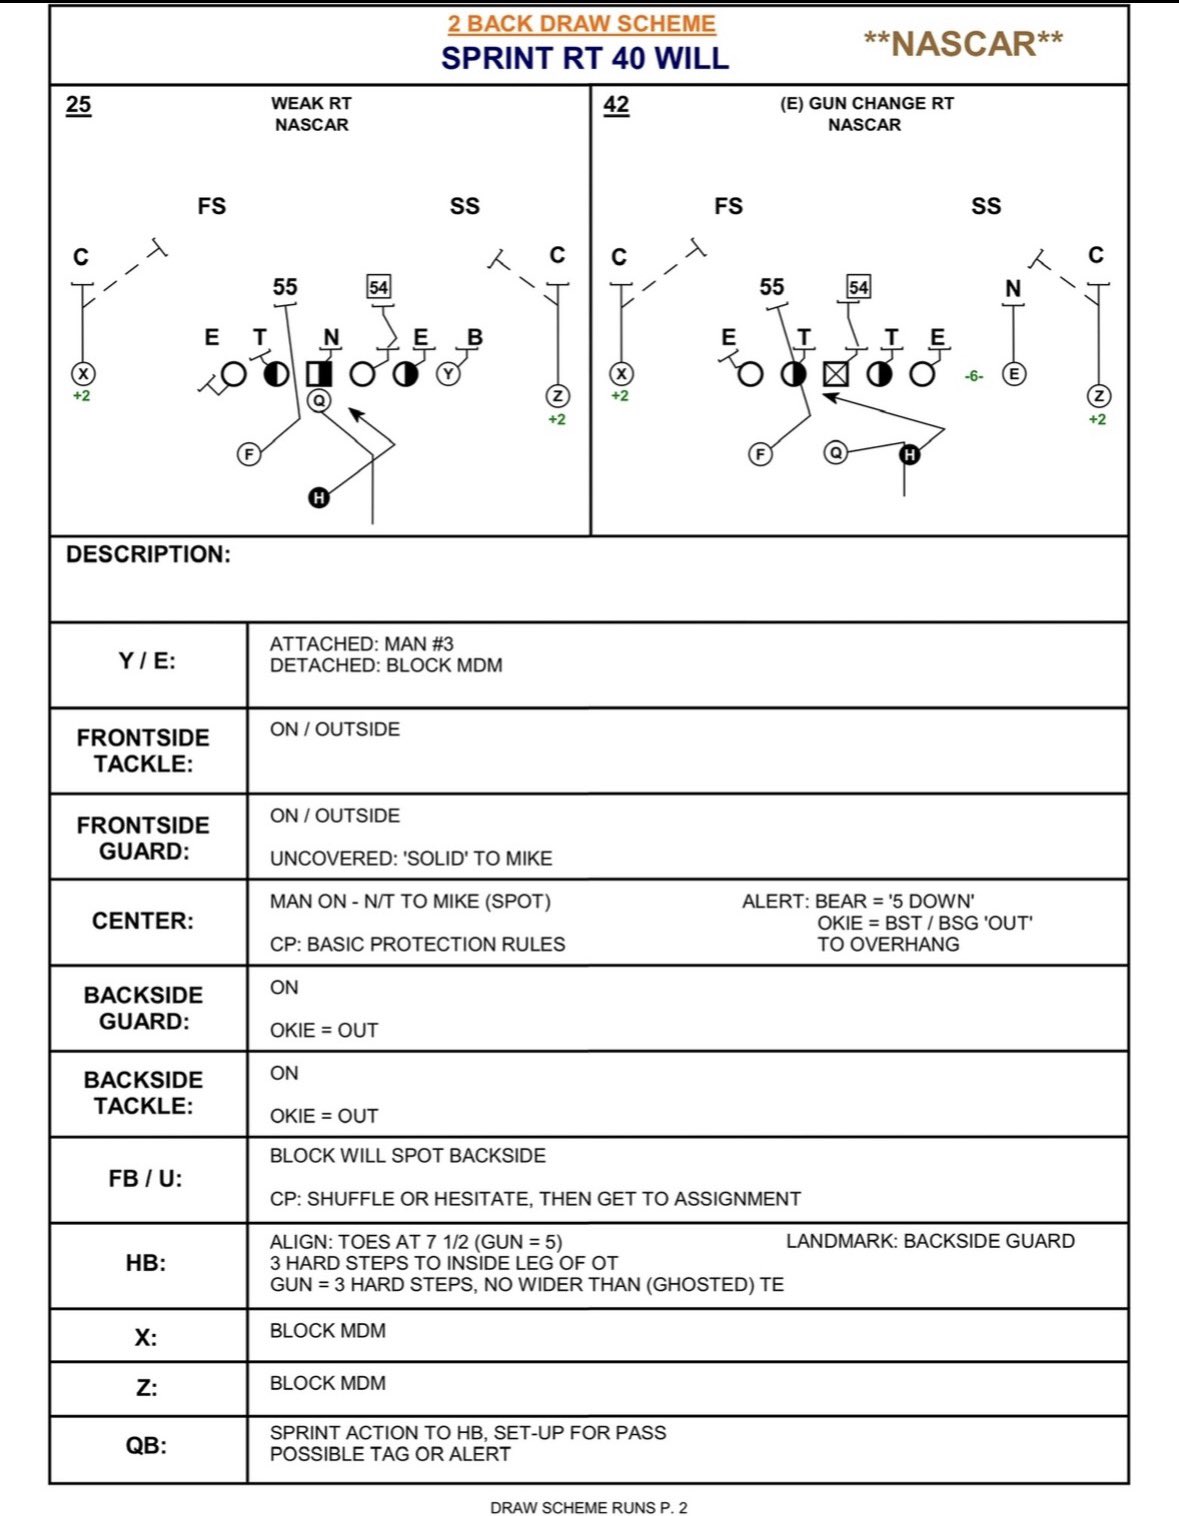 2 BACK DRAW SCHEME
SPRINT RT 40 WILL
**NASCAR**
25
WEAK RT
NASCAR
FS
SS
C
C
55
54
E
T
N
E
B
X
Y
+2
Q
Z
+2
F
H
42
(E) GUN CHANGE RT
NASCAR
FS
SS
C
C
55
54
N
E
T
T
E
X
-6-
E
+2
Z
+2
F
Q
H
DESCRIPTION:
Y / E:
ATTACHED: MAN #3
DETACHED: BLOCK MDM
FRONTSIDE
TACKLE:
ON / OUTSIDE
FRONTSIDE
GUARD:
ON / OUTSIDE
UNCOVERED: 'SOLID' TO MIKE
CENTER:
MAN ON - N/T TO MIKE (SPOT)
CP: BASIC PROTECTION RULES
ALERT: BEAR = '5 DOWN'
OKIE = BST / BSG 'OUT'
TO OVERHANG
BACKSIDE
GUARD:
ON
OKIE = OUT
BACKSIDE
TACKLE:
ON
OKIE = OUT
FB / U:
BLOCK WILL SPOT BACKSIDE
CP: SHUFFLE OR HESITATE, THEN GET TO ASSIGNMENT
HB:
ALIGN: TOES AT 7 1/2 (GUN = 5)
3 HARD STEPS TO INSIDE LEG OF OT
GUN = 3 HARD STEPS, NO WIDER THAN (GHOSTED) TE
LANDMARK: BACKSIDE GUARD
X:
BLOCK MDM
Z:
BLOCK MDM
QB:
SPRINT ACTION TO HB, SET-UP FOR PASS
POSSIBLE TAG OR ALERT
DRAW SCHEME RUNS P. 2